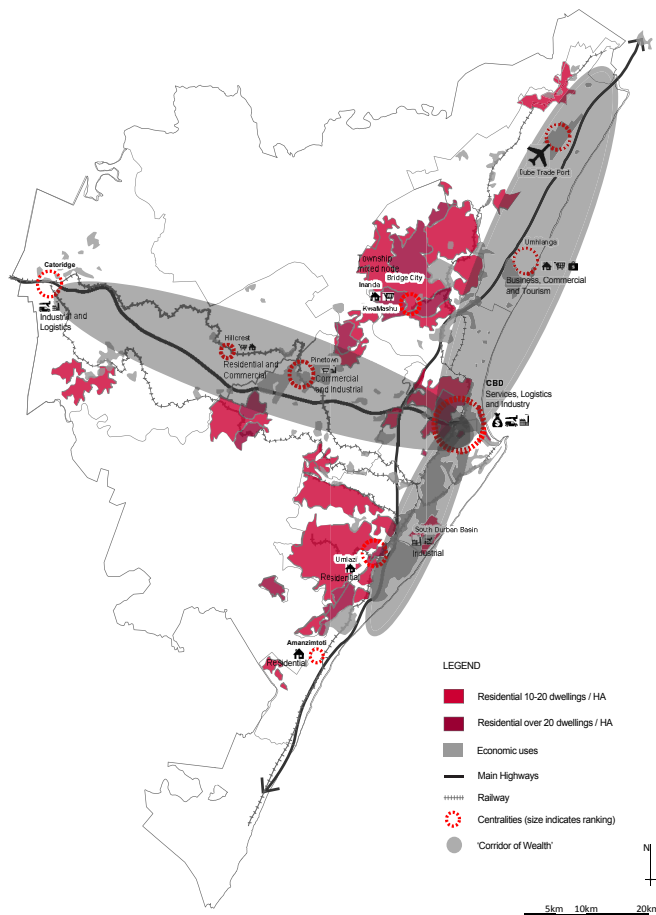 Dube Trade Port
Umhlanga
Business, Commercial
and Tourism
Township
mixed node
Bridge City
Inanda
KwaMashu
Catoridge
Industrial and
Logistics
Hillcrest
Residential and
Commercial
Pinetown
Commercial
and Industrial
CBD
Services, Logistics
and Industry
South Durban Basin
Industrial
Umlazi
Residential
Amanzimtoti
Residential
LEGEND
Residential 10-20 dwellings / HA
Residential over 20 dwellings / HA
Economic uses
Main Highways
Railway
Centralities (size indicates ranking)
'Corridor of Wealth'
N
5km 10km 20km